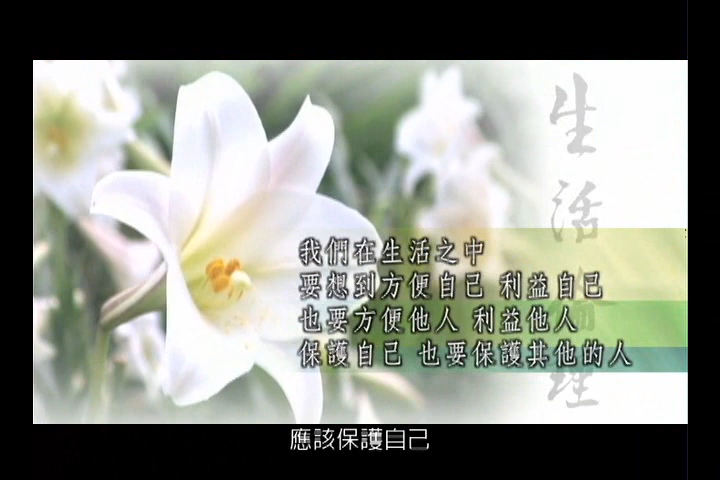 生活倫理
我們在生活之中
要想到方便自己 利益自己
也要方便他人 利益他人
保護自己 也要保護其他的人
應該保護自己